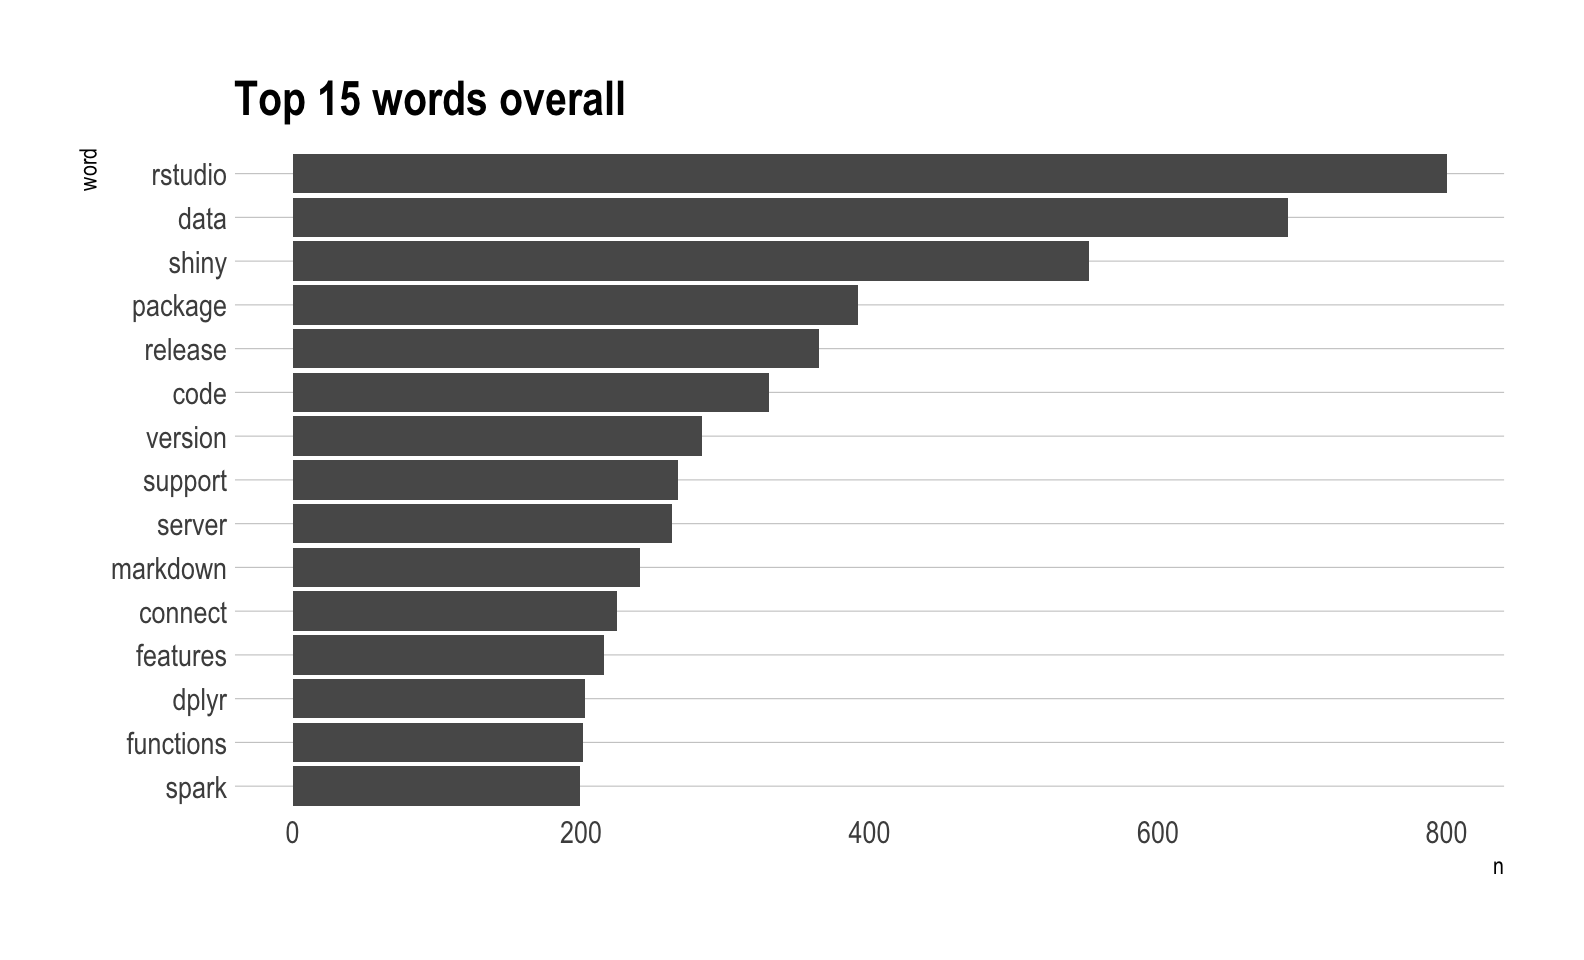 Top 15 words overall
word
rstudio
data
shiny
package
release
code
version
support
server
markdown
connect
features
dplyr
functions
spark
0 200 400 600 800
n